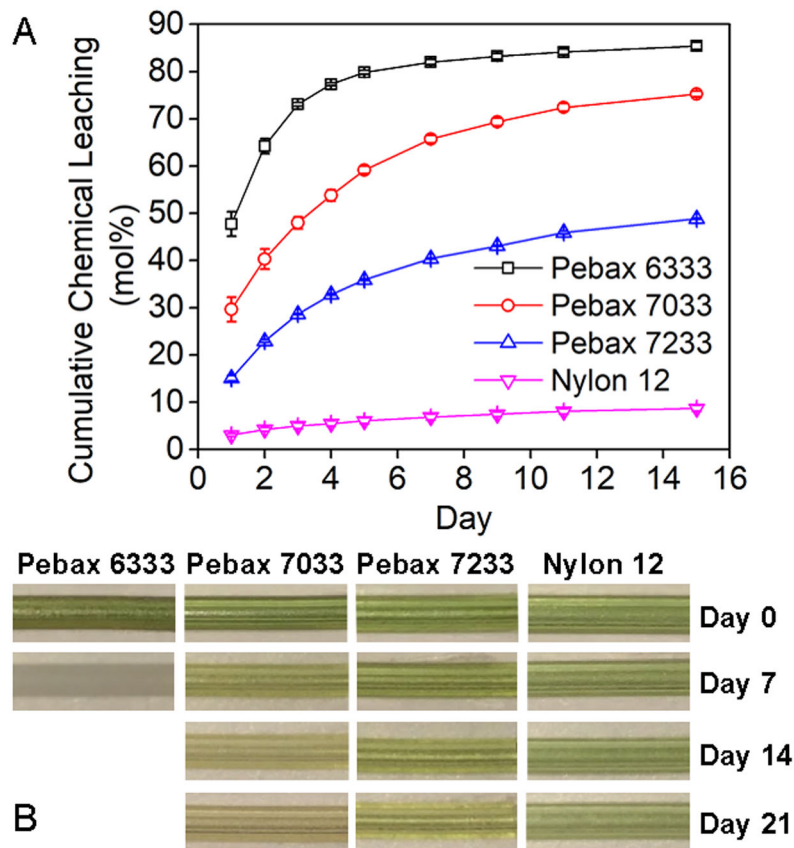 A
90
80
70
60
50
40
30
20
10
0
Cumulative Chemical Leaching
(mol%)
Pebax 6333
Pebax 7033
Pebax 7233
Nylon 12
0 2 4 6 8 10 12 14 16
Day
Pebax 6333 Pebax 7033 Pebax 7233 Nylon 12
Day 0
Day 7
Day 14
B
Day 21